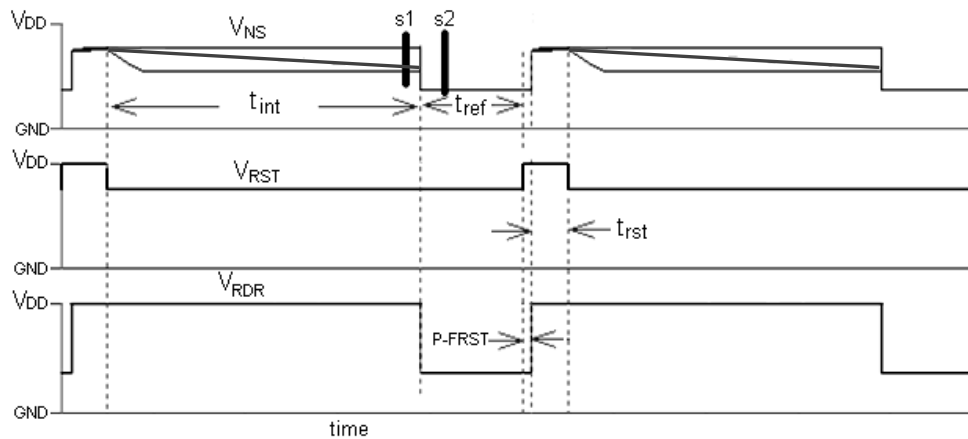 VDD
VNS
s1
s2
tint
tref
GND
VDD
VRST
trst
GND
VRDR
VDD
P-FRST
GND
time